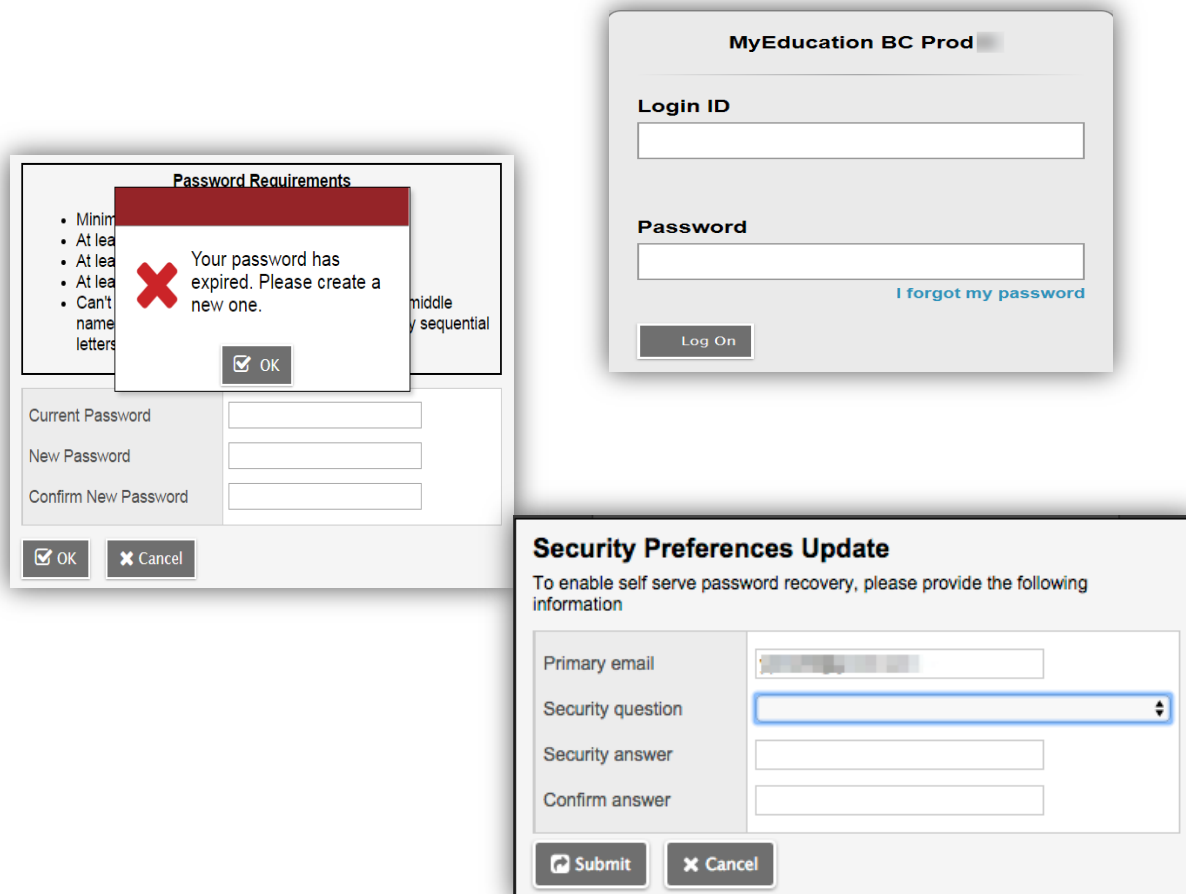 MyEducation BC Prod
Login ID
Password
I forgot my password
Log On
Password Requirements
Minim
At lea
At lea
At lea
Can't middle
name y sequential
letters
Your password has
expired. Please create a
new one.
OK
Current Password
New Password
Confirm New Password
OK
Cancel
Security Preferences Update
To enable self serve password recovery, please provide the following
information
Primary email
Security question
Security answer
Confirm answer
Submit
Cancel